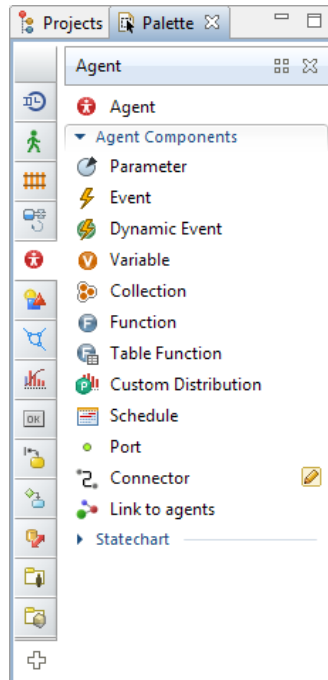 Projects Palette
Agent
Agent
Agent Components
Parameter
Event
Dynamic Event
V Variable
Collection
F Function
F Table Function
P Custom Distribution
Schedule
Port
Connector
Link to agents
Statechart
OK